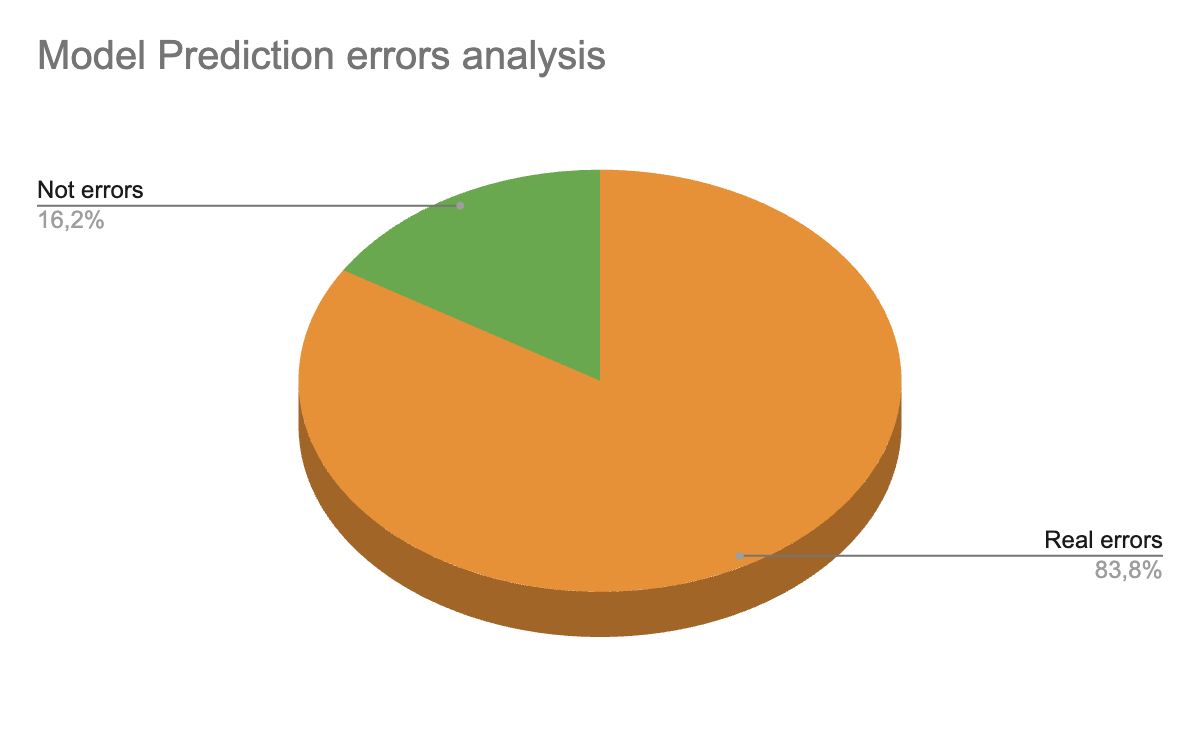 Model Prediction errors analysis
Not errors
16,2%
Real errors
83,8%